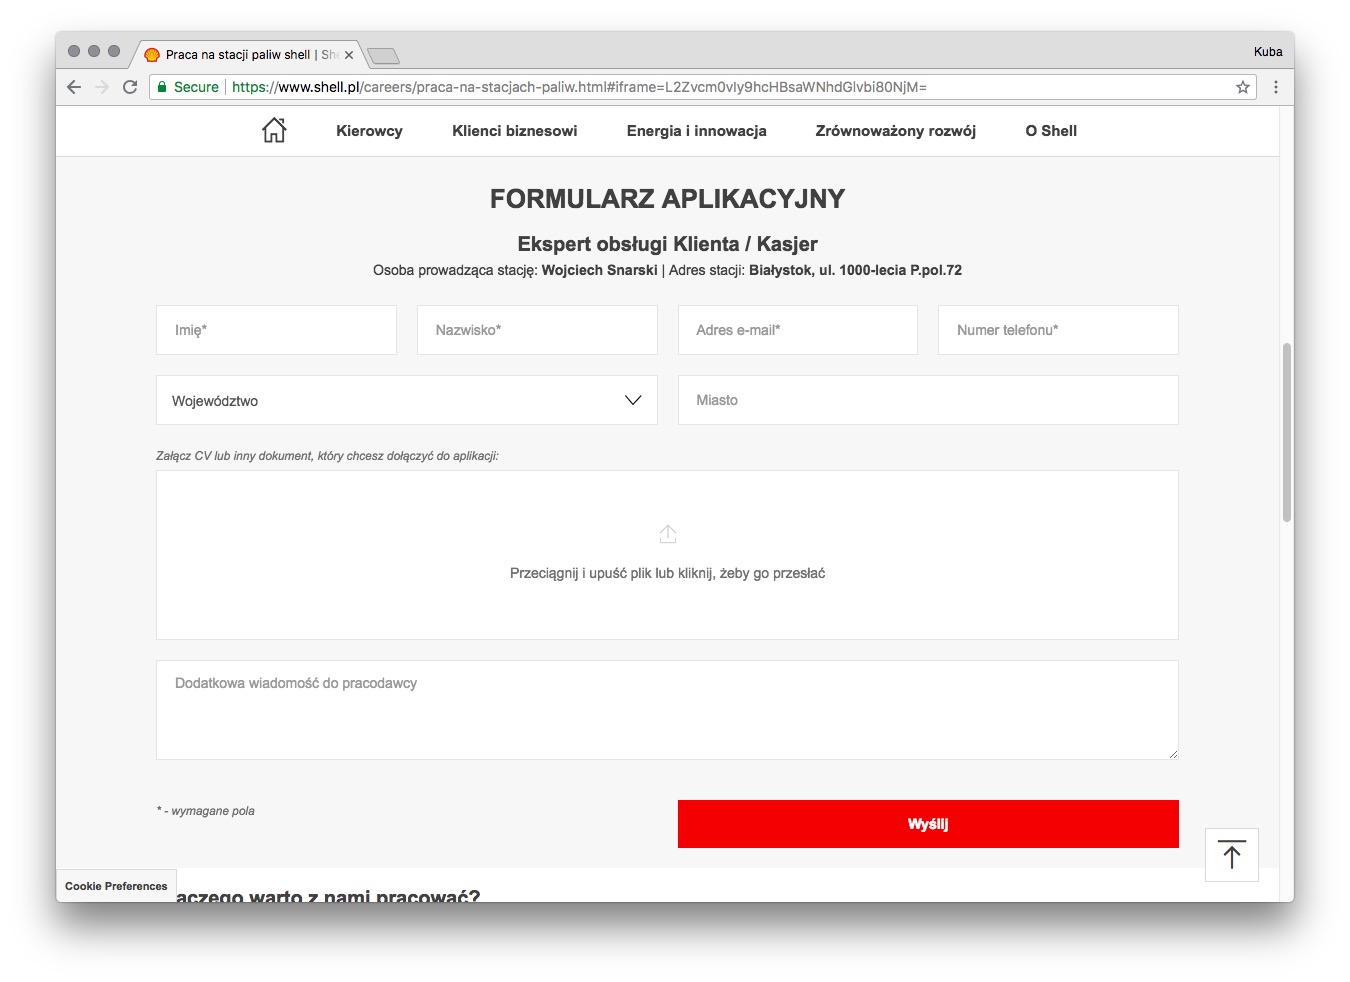 Praca na stacji paliw shell | She
Kuba
Secure
https://www.shell.pl/careers/praca-na-stacjach-paliw.html#iframe=L2Zvcm0vly9hcHBsaWNhdGlvbi80NjM=
Kierowcy
Klienci biznesowi
Energia i innowacja
Zrównoważony rozwój
O Shell
FORMULARZ APLIKACYJNY
Ekspert obsługi Klienta / Kasjer
Osoba prowadząca stację: Wojciech Snarski | Adres stacji: Białystok, ul. 1000-lecia P.pol.72
Imię*
Nazwisko*
Adres e-mail*
Numer telefonu*
Województwo
Miasto
Załącz CV lub inny dokument, który chcesz dołączyć do aplikacji:
Przeciągnij i upuść plik lub kliknij, żeby go przesłać
Dodatkowa wiadomość do pracodawcy
* - wymagane pola
Wyślij
Cookie Preferences
laczego warto z nami pracować?